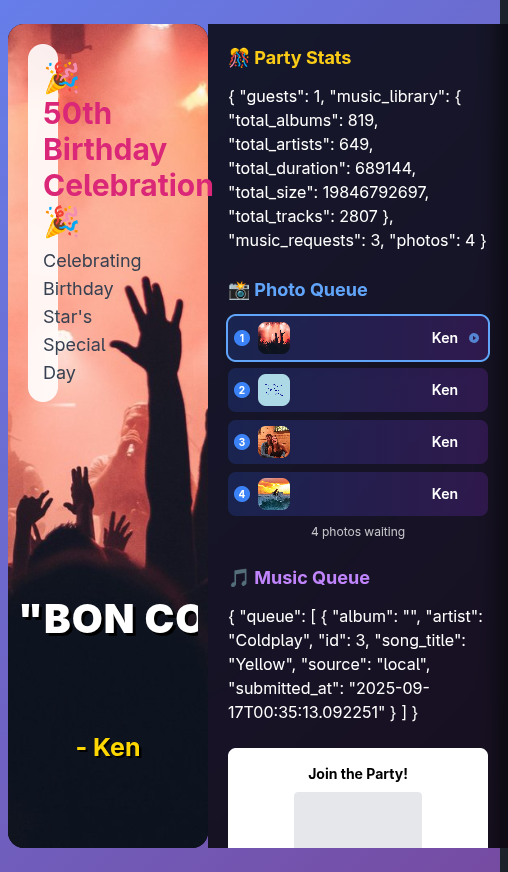 🎉
50th
Birthday
Celebration
🎉
Celebrating
Birthday
Star's
Special
Day
"BON CO
- Ken
🎊 Party Stats
{ "guests": 1, "music_library": {
"total_albums": 819,
"total_artists": 649,
"total_duration": 689144,
"total_size": 19846792697,
"total_tracks": 2807 },
"music_requests": 3, "photos": 4 }
📸 Photo Queue
1 Ken
2 Ken
3 Ken
4 Ken
4 photos waiting
🎵 Music Queue
{ "queue": [ { "album": "", "artist":
"Coldplay", "id": 3, "song_title":
"Yellow", "source": "local",
"submitted_at": "2025-09-
17T00:35:13.092251" } ] }
Join the Party!